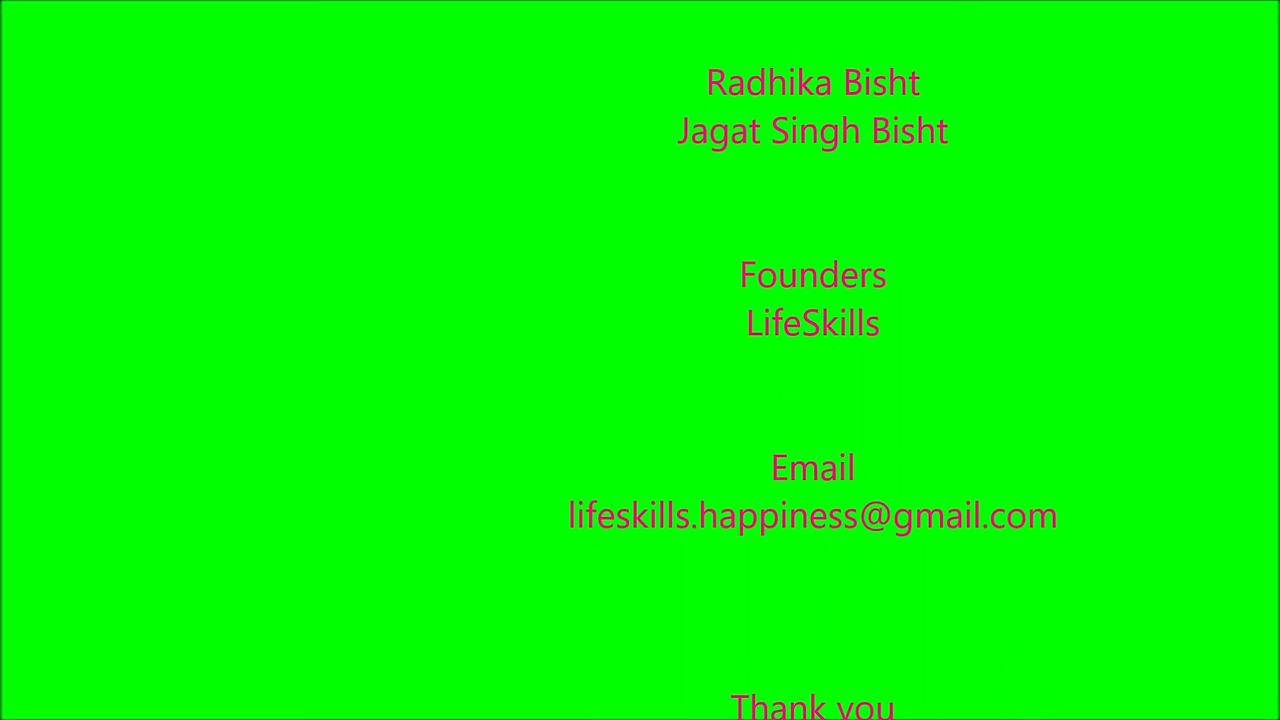 Radhika Bisht
Jagat Singh Bisht
Founders
LifeSkills
Email
lifeskills.happiness@gmail.com
Thank you